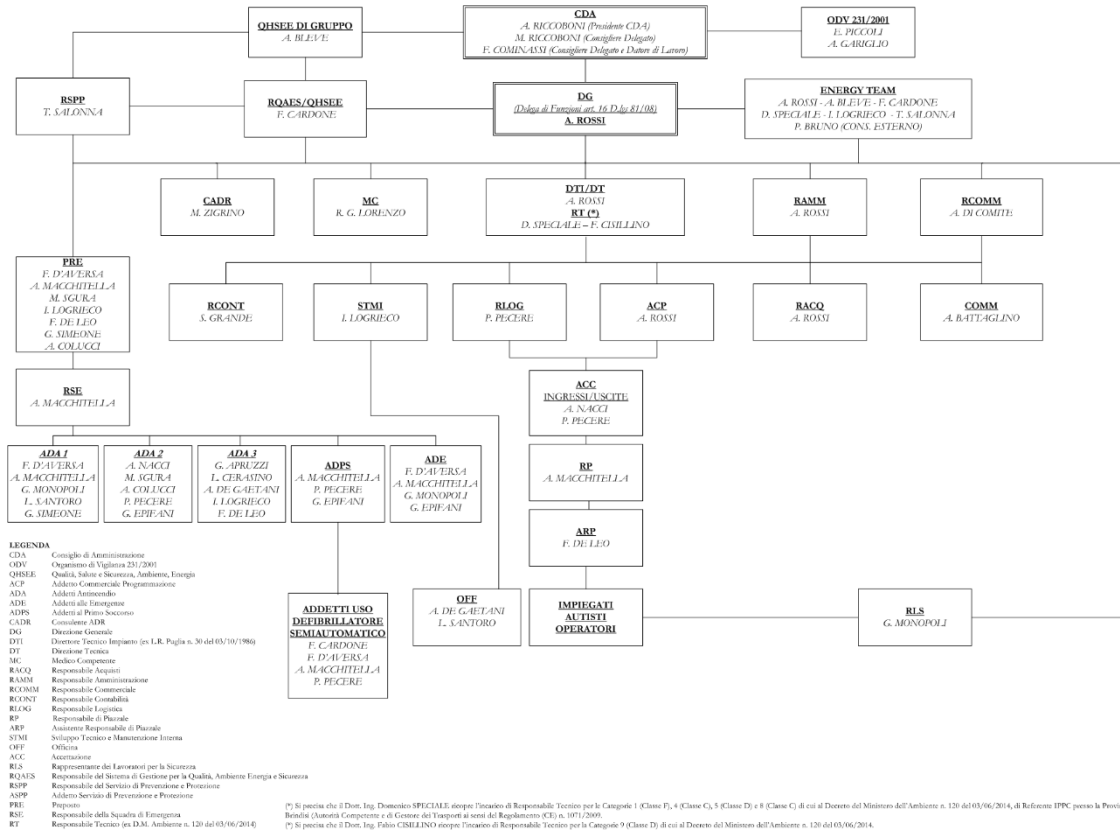 QHSEE DI GRUPPO
A. BLEVE
CDA
A. RICCOBONI (Presidente CDA)
M. RICCOBONI (Consigliere Delegato)
F. COMINASSI (Consigliere Delegato e Datore di Lavoro)
ODV 231/2001
E. PICCOLI
A. GARIGLIO
RSPP
T. SALONNA
RQAES/QHSEE
F. CARDONE
DG
(Delega di Funzioni art. 16 D.lgs 81/08)
A. ROSSI
ENERGY TEAM
A. ROSSI - A. BLEVE - F. CARDONE
D. SPECIALE - I. LOGRIECO - T. SALONNA
P. BRUNO (CONS. ESTERNO)
CADR
M. ZIGRINO
MC
R. G. LORENZO
DTI/DT
A. ROSSI
RT (*)
D. SPECIALE – F. CISILLINO
RAMM
A. ROSSI
RCOMM
A. DI COMITE
PRE
F. D'AVERSA
A. MACCHITELLA
M. SGURA
I. LOGRIECO
F. DE LEO
G. SIMEONE
A. COLUCCI
RCONT
S. GRANDE
STMI
I. LOGRIECO
RLOG
P. PECERE
ACP
A. ROSSI
RACQ
A. ROSSI
COMM
A. BATTAGLINO
RSE
A. MACCHITELLA
ACC
INGRESSI/USCITE
A. NACCI
P. PECERE
ADA 1
F. D'AVERSA
A. MACCHITELLA
G. MONOPOLI
L. SANTORO
G. SIMEONE
ADA 2
A. NACCI
M. SGURA
A. COLUCCI
P. PECERE
G. EPIFANI
ADA 3
G. APRUZZI
L. CERASINO
A. DE GAETANI
I. LOGRIECO
F. DE LEO
ADPS
A. MACCHITELLA
P. PECERE
G. EPIFANI
ADE
F. D'AVERSA
A. MACCHITELLA
G. MONOPOLI
G. EPIFANI
RP
A. MACCHITELLA
ARP
F. DE LEO
ADDETTI USO
DEFIBRILLATORE
SEMIAUTOMATICO
F. CARDONE
F. D'AVERSA
A. MACCHITELLA
P. PECERE
OFF
A. DE GAETANI
L. SANTORO
IMPIEGATI
AUTISTI
OPERATORI
RLS
G. MONOPOLI
LEGENDA
CDA Consiglio di Amministrazione
ODV Organismo di Vigilanza 231/2001
QHSEE Qualità, Salute e Sicurezza, Ambiente, Energia
ACP Addetto Commerciale Programmazione
ADA Addetti Antincendio
ADE Addetti alle Emergenze
ADPS Addetti al Primo Soccorso
CADR Consulente ADR
DG Direzione Generale
DTI Direttore Tecnico Impianto (ex L.R. Puglia n. 30 del 03/10/1986)
DT Direzione Tecnica
MC Medico Competente
RACQ Responsabile Acquisti
RAMM Responsabile Amministrazione
RCOMM Responsabile Commerciale
RCONT Responsabile Contabilità
RLOG Responsabile Logistica
RP Responsabile di Piazzale
ARP Assistente Responsabile di Piazzale
STMI Sviluppo Tecnico e Manutenzione Interna
OFF Officina
ACC Accettazione
RLS Rappresentante dei Lavoratori per la Sicurezza
RQAES Responsabile del Sistema di Gestione per la Qualità, Ambiente Energia e Sicurezza
RSPP Responsabile del Servizio di Prevenzione e Protezione
ASPP Addetto Servizio di Prevenzione e Protezione
PRE Preposto
RSE Responsabile della Squadra di Emergenza
RT Responsabile Tecnico (ex D.M. Ambiente n. 120 del 03/06/2014)
(*) Si precisa che il Dott. Ing. Domenico SPECIALE ricopre l'incarico di Responsabile Tecnico per le Categorie 1 (Classe F), 4 (Classe C), 5 (Classe D) e 8 (Classe C) di cui al Decreto del Ministero dell'Ambiente n. 120 del 03/06/2014, di Referente IPPC presso la Provi
Brindisi (Autorità Competente e di Gestore dei Trasporti ai sensi del Regolamento (CE) n. 1071/2009.
(*) Si precisa che il Dott. Ing. Fabio CISILLINO ricopre l'incarico di Responsabile Tecnico per la Categorie 9 (Classe D) di cui al Decreto del Ministero dell'Ambiente n. 120 del 03/06/2014.